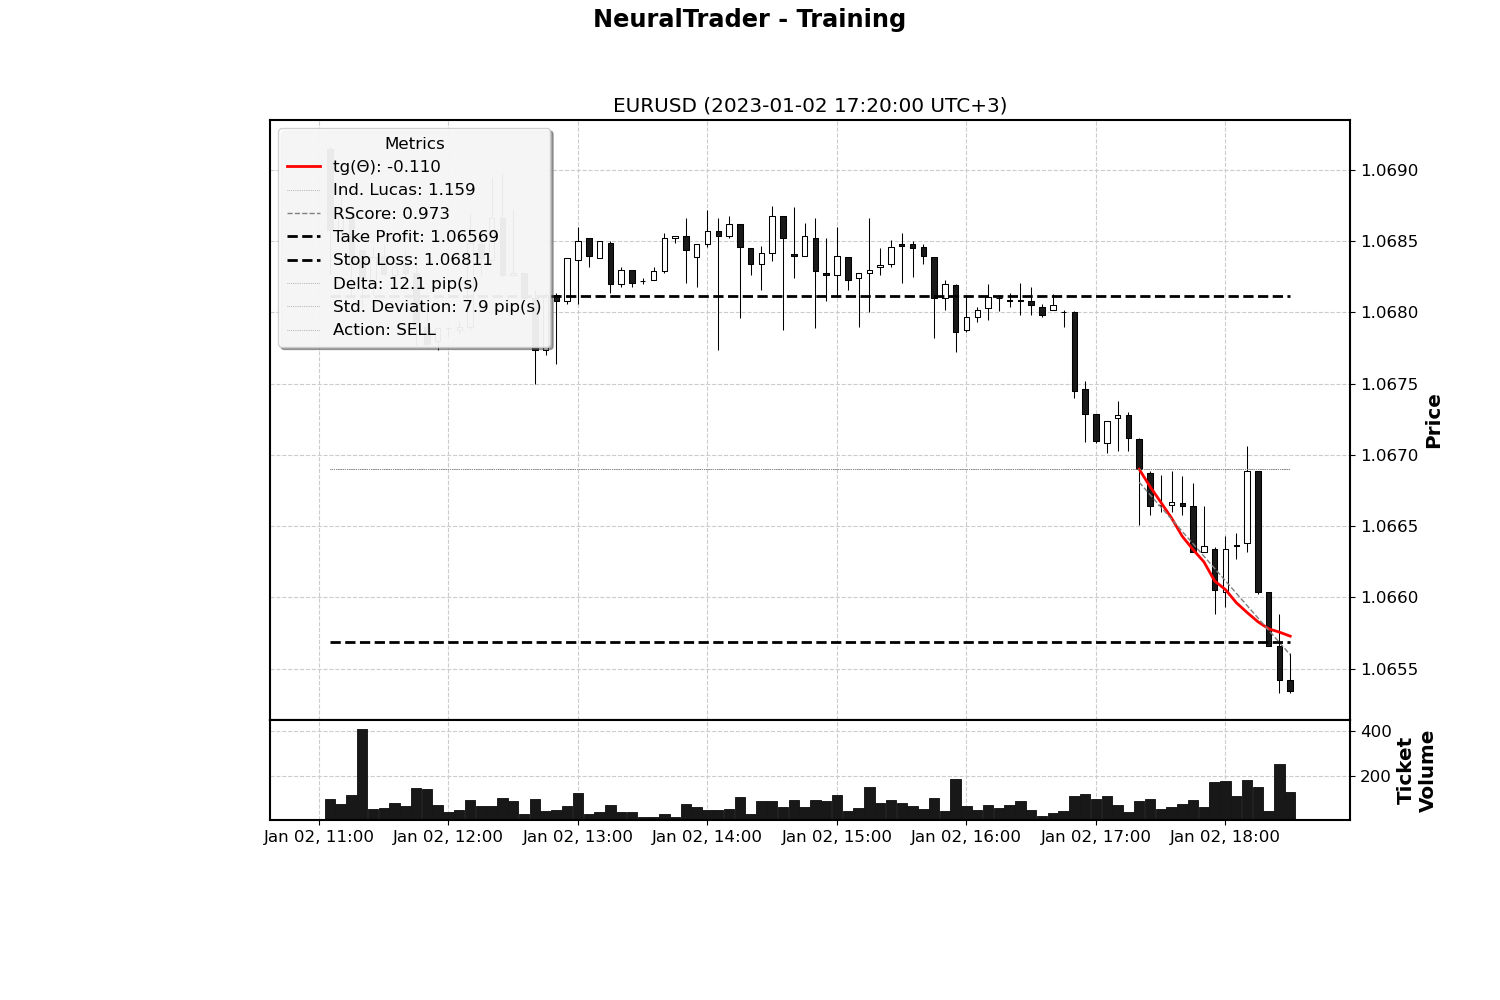 NeuralTrader - Training
EURUSD (2023-01-02 17:20:00 UTC+3)
Metrics
tg(Θ): -0.110
Ind. Lucas: 1.159
RScore: 0.973
Take Profit: 1.06569
Stop Loss: 1.06811
Delta: 12.1 pip(s)
Std. Deviation: 7.9 pip(s)
Action: SELL
1.0690
1.0685
1.0680
1.0675
1.0670
1.0665
1.0660
1.0655
Price
400
200
Ticket
Volume
Jan 02, 11:00
Jan 02, 12:00
Jan 02, 13:00
Jan 02, 14:00
Jan 02, 15:00
Jan 02, 16:00
Jan 02, 17:00
Jan 02, 18:00